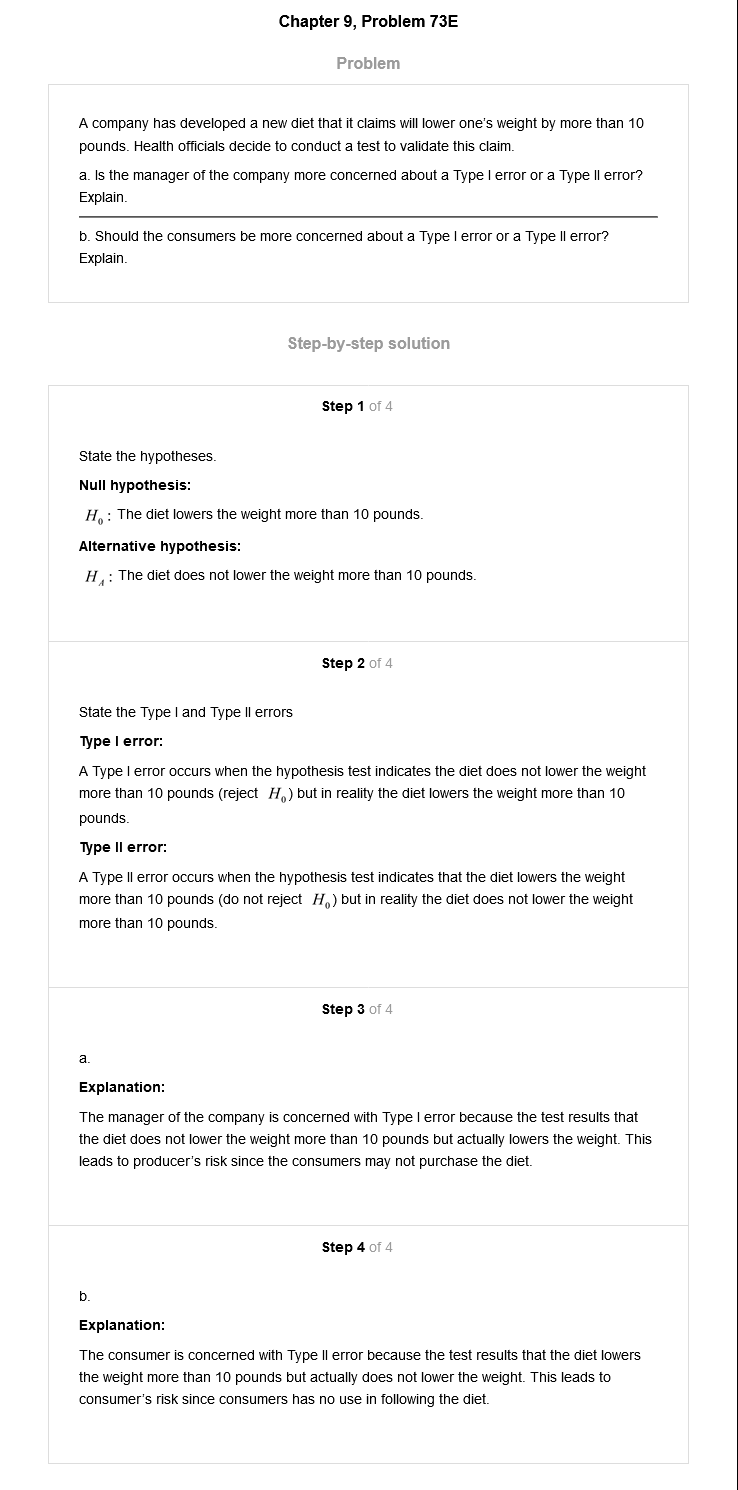 Chapter 9, Problem 73E
Problem
A company has developed a new diet that it claims will lower one's weight by more than 10
pounds. Health officials decide to conduct a test to validate this claim.
a. Is the manager of the company more concerned about a Type I error or a Type II error?
Explain.
b. Should the consumers be more concerned about a Type I error or a Type II error?
Explain.
Step-by-step solution
Step 1 of 4
State the hypotheses.
Null hypothesis:
H₀ : The diet lowers the weight more than 10 pounds.
Alternative hypothesis:
H_A : The diet does not lower the weight more than 10 pounds.
Step 2 of 4
State the Type I and Type II errors
Type I error:
A Type I error occurs when the hypothesis test indicates the diet does not lower the weight
more than 10 pounds (reject H₀) but in reality the diet lowers the weight more than 10
pounds.
Type II error:
A Type II error occurs when the hypothesis test indicates that the diet lowers the weight
more than 10 pounds (do not reject H₀) but in reality the diet does not lower the weight
more than 10 pounds.
Step 3 of 4
a.
Explanation:
The manager of the company is concerned with Type I error because the test results that
the diet does not lower the weight more than 10 pounds but actually lowers the weight. This
leads to producer's risk since the consumers may not purchase the diet.
Step 4 of 4
b.
Explanation:
The consumer is concerned with Type II error because the test results that the diet lowers
the weight more than 10 pounds but actually does not lower the weight. This leads to
consumer's risk since consumers has no use in following the diet.